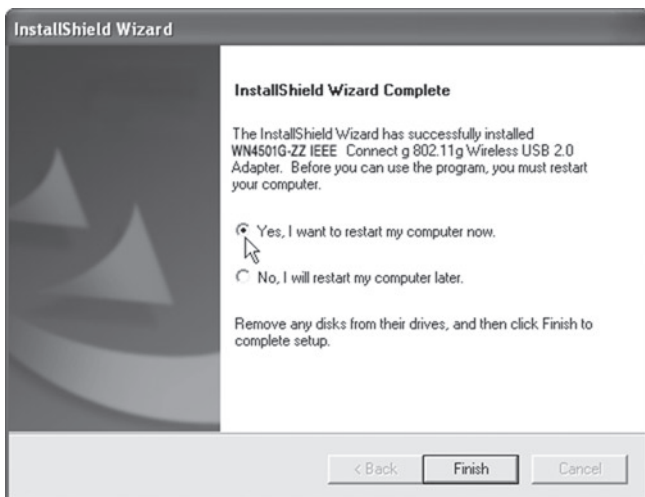 InstallShield Wizard
InstallShield Wizard Complete
The InstallShield Wizard has successfully installed
WN4501G-ZZ IEEE Connect g 802.11g Wireless USB 2.0
Adapter. Before you can use the program, you must restart
your computer.
Yes, I want to restart my computer now.
No, I will restart my computer later.
Remove any disks from their drives, and then click Finish to
complete setup.
< Back
Finish
Cancel